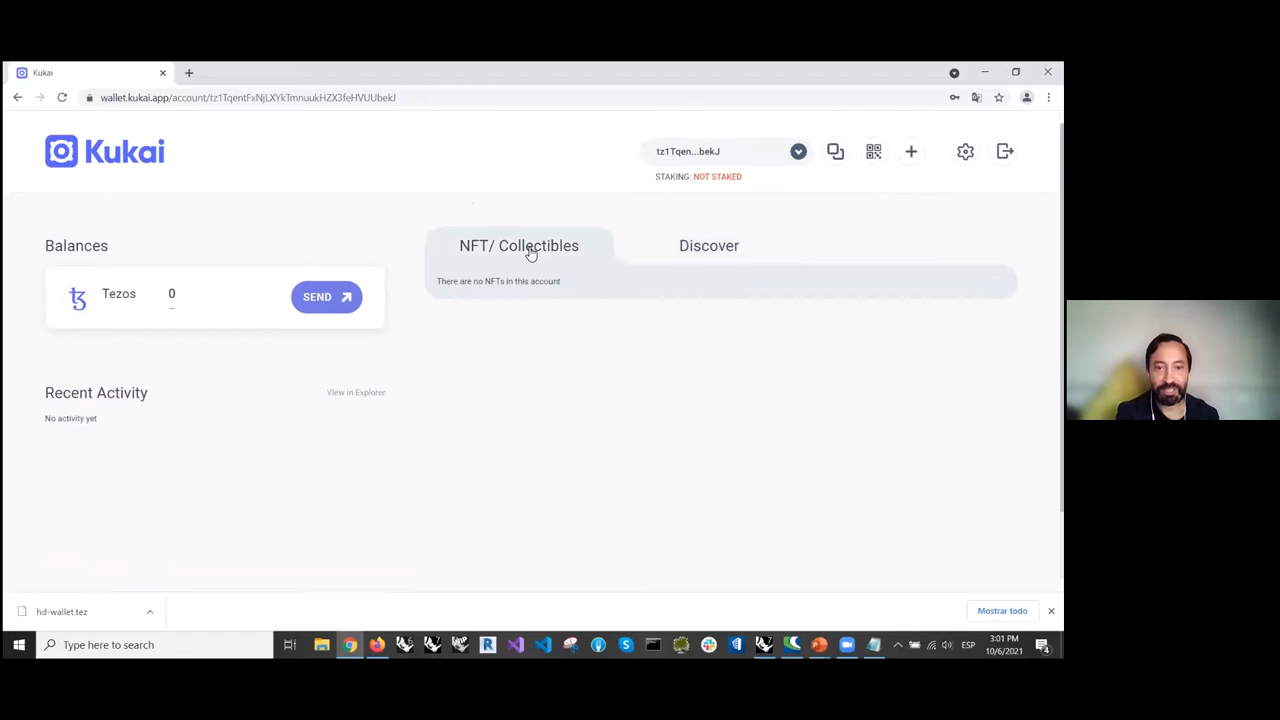 Kukai
wallet.kukai.app/account/tz1TqentFxNjLXYkTmnuukHZX3feHVUUbekJ
Kukai
tz1Tqen...bekJ
STAKING: NOT STAKED
Balances
NFT/ Collectibles
Discover
There are no NFTs in this account
Tezos
0
SEND
Recent Activity
View in Explorer
No activity yet
hd-wallet.tez
Mostrar todo
Type here to search
ESP
3:01 PM
10/6/2021
4